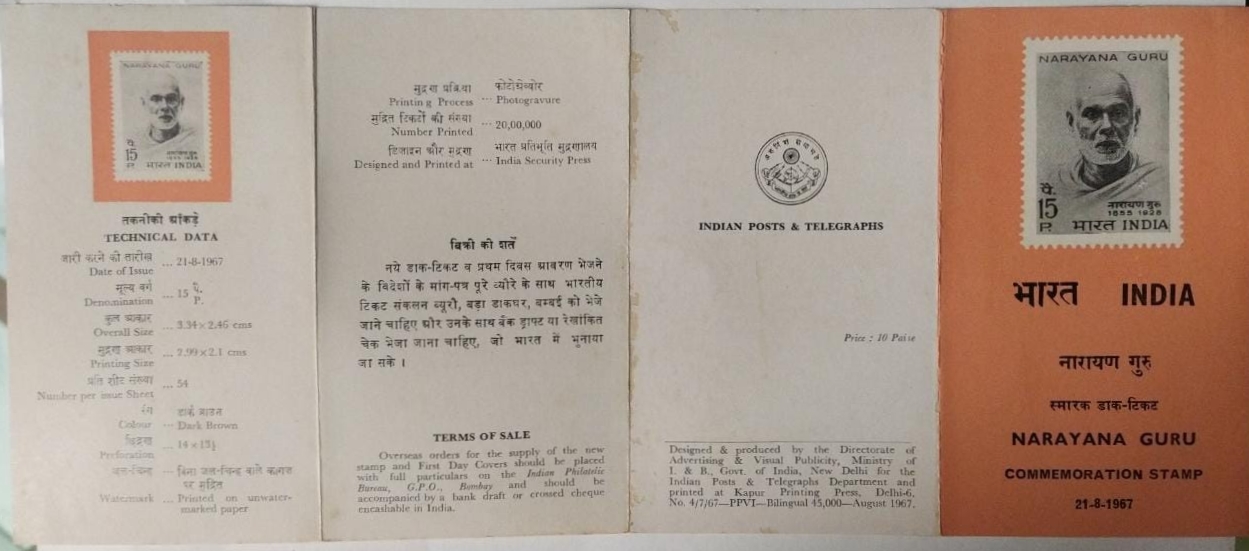 NARAYANA GURU
पै.
15
P.
भारत INDIA
तकनीकी आँकड़े
TECHNICAL DATA
जारी करने की तारीख ... 21-8-1967
Date of Issue
मूल्य वर्ग ... 15 पै.
Denomination P.
कुल आकार ... 3.34×2.46 cms
Overall Size
मुद्रण आकार ... 2.99×2.1 cms
Printing Size
प्रति शीट संख्या ... 54
Number per issue Sheet
रंग डार्क ब्राउन
Colour ... Dark Brown
छिद्रण ... 14×13½
Perforation
जल-चिन्ह ... बिना जल-चिन्ह वाले कागज
पर मुद्रित
Watermark ... Printed on unwater-
marked paper
मुद्रण प्रक्रिया फोटोग्रेव्योर
Printing Process ... Photogravure
मुद्रित टिकटों की संख्या ... 20,00,000
Number Printed
डिजाइन और मुद्रण भारत प्रतिभूति मुद्रणालय
Designed and Printed at ... India Security Press
बिक्री की शर्तें
नये डाक-टिकट व प्रथम दिवस आवरण भेजने
के विदेशों के मांग-पत्र पूरे ब्यौरे के साथ भारतीय
टिकट संकलन ब्यूरो, बड़ा डाकघर, बम्बई को भेजे
जाने चाहिए और उनके साथ बैंक ड्राफ्ट या रेखांकित
चेक भेजा जाना चाहिए, जो भारत में भुनाया
जा सके ।
TERMS OF SALE
Overseas orders for the supply of the new
stamp and First Day Covers should be placed
with full particulars on the Indian Philatelic
Bureau, G.P.O., Bombay and should be
accompanied by a bank draft or crossed cheque
encashable in India.
INDIAN POSTS & TELEGRAPHS
Price : 10 Paise
Designed & produced by the Directorate of
Advertising & Visual Publicity, Ministry of
I. & B., Govt. of India, New Delhi for the
Indian Posts & Telegraphs Department and
printed at Kapur Printing Press, Delhi-6.
No. 4/7/67—PPVI—Bilingual 45,000—August 1967.
NARAYANA GURU
पै.
15
P.
नारायण गुरु
1855 1928
भारत INDIA
भारत INDIA
नारायण गुरु
स्मारक डाक-टिकट
NARAYANA GURU
COMMEMORATION STAMP
21-8-1967